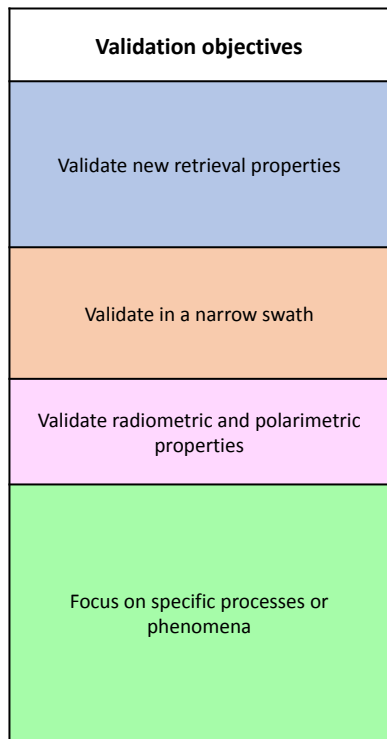 Validation objectives
Validate new retrieval properties
Validate in a narrow swath
Validate radiometric and polarimetric
properties
Focus on specific processes or
phenomena